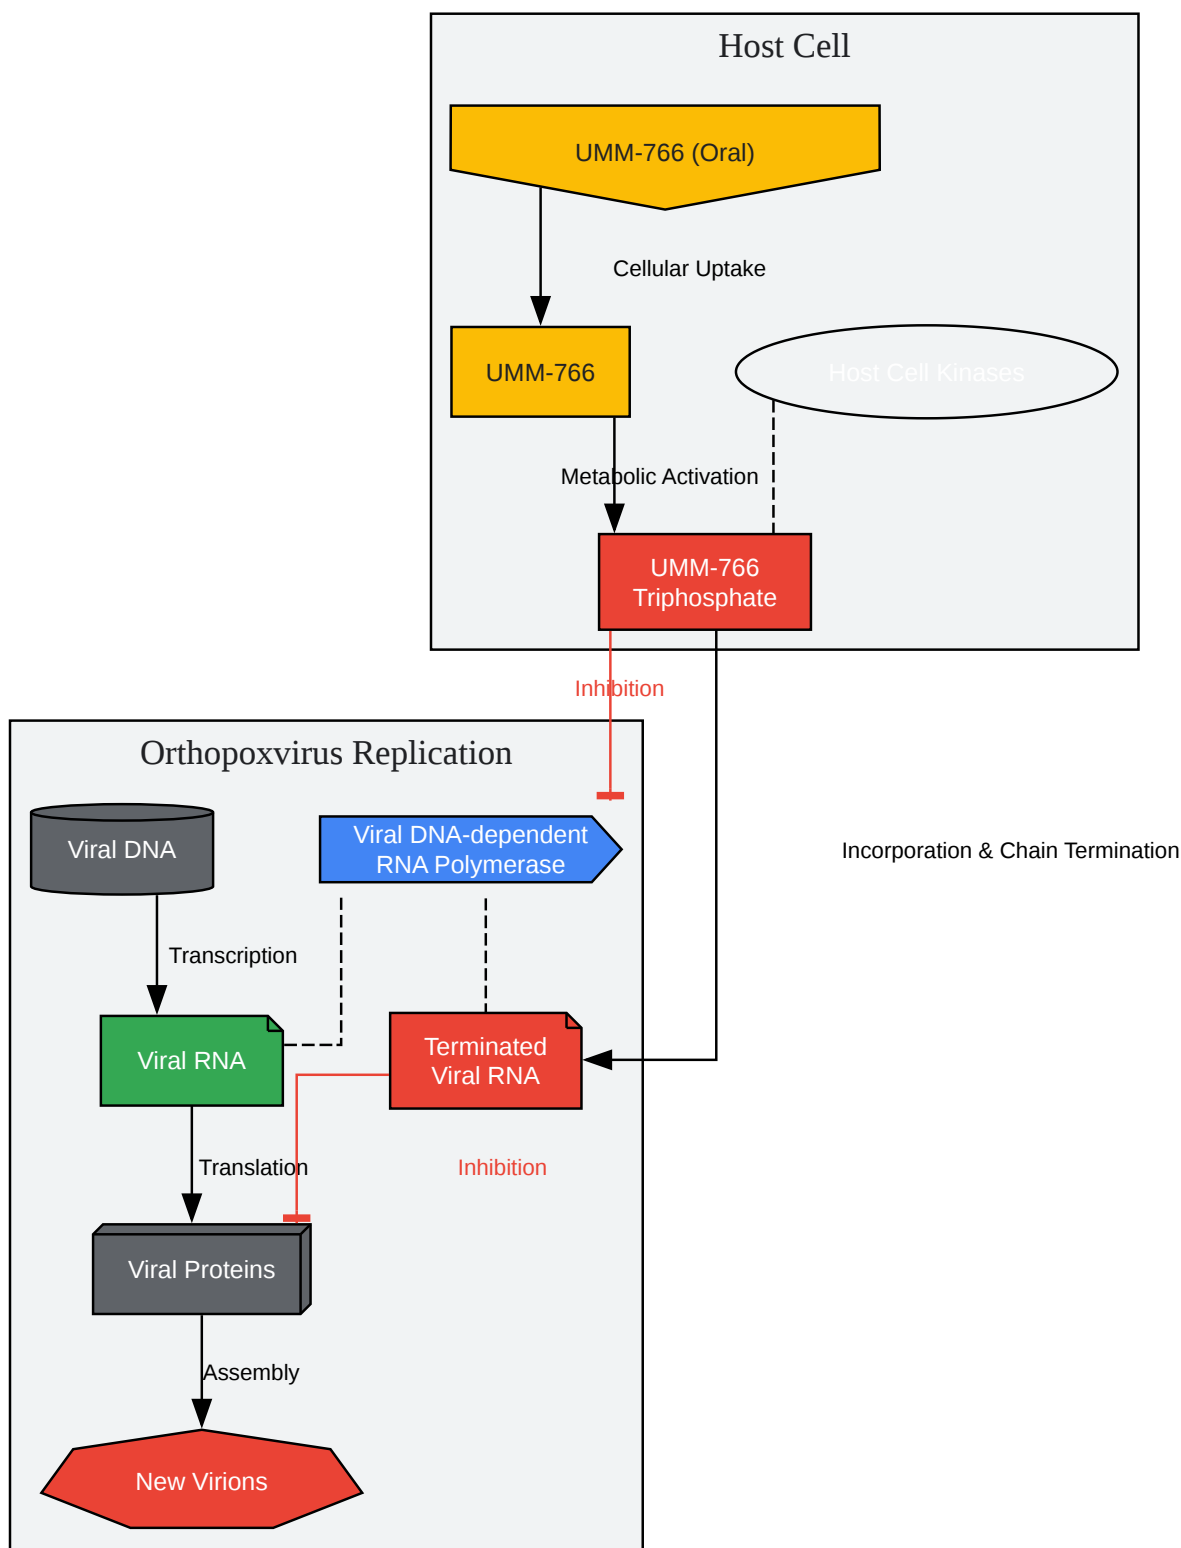 Host Cell
UMM-766 (Oral)
Cellular Uptake
UMM-766
Host Cell Kinases
Metabolic Activation
UMM-766
Triphosphate
Inhibition
Orthopoxvirus Replication
Viral DNA
Viral DNA-dependent
RNA Polymerase
Incorporation & Chain Termination
Transcription
Viral RNA
Terminated
Viral RNA
Translation
Inhibition
Viral Proteins
Assembly
New Virions